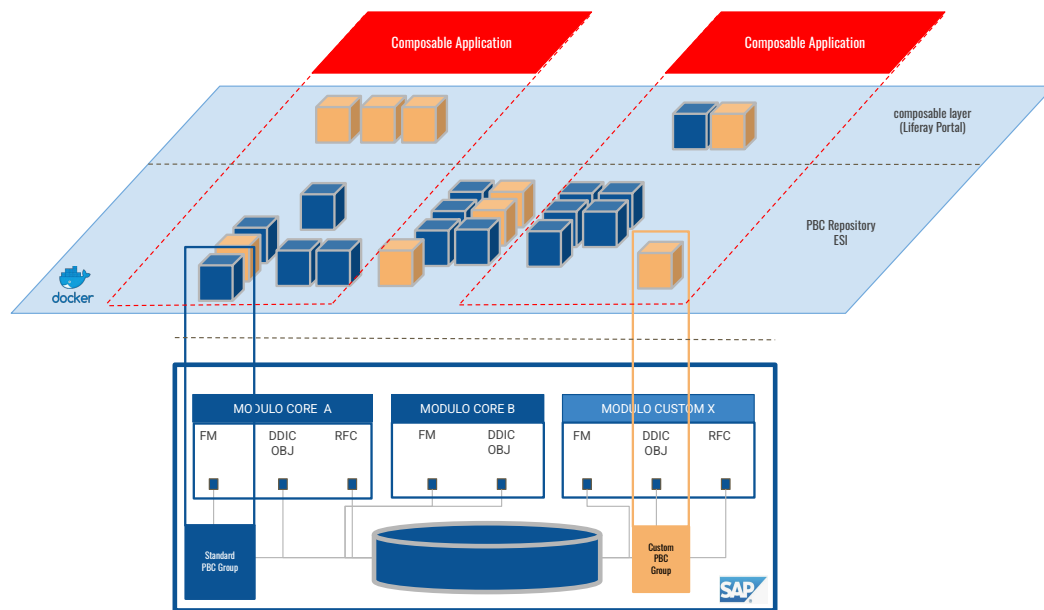 Composable Application
Composable Application
composable layer
(Liferay Portal)
PBC Repository
ESI
docker
MODULO CORE A
MODULO CORE B
MODULO CUSTOM X
FM
DDIC
OBJ
RFC
FM
DDIC
OBJ
FM
DDIC
OBJ
RFC
Standard
PBC Group
Custom
PBC
Group
SAP